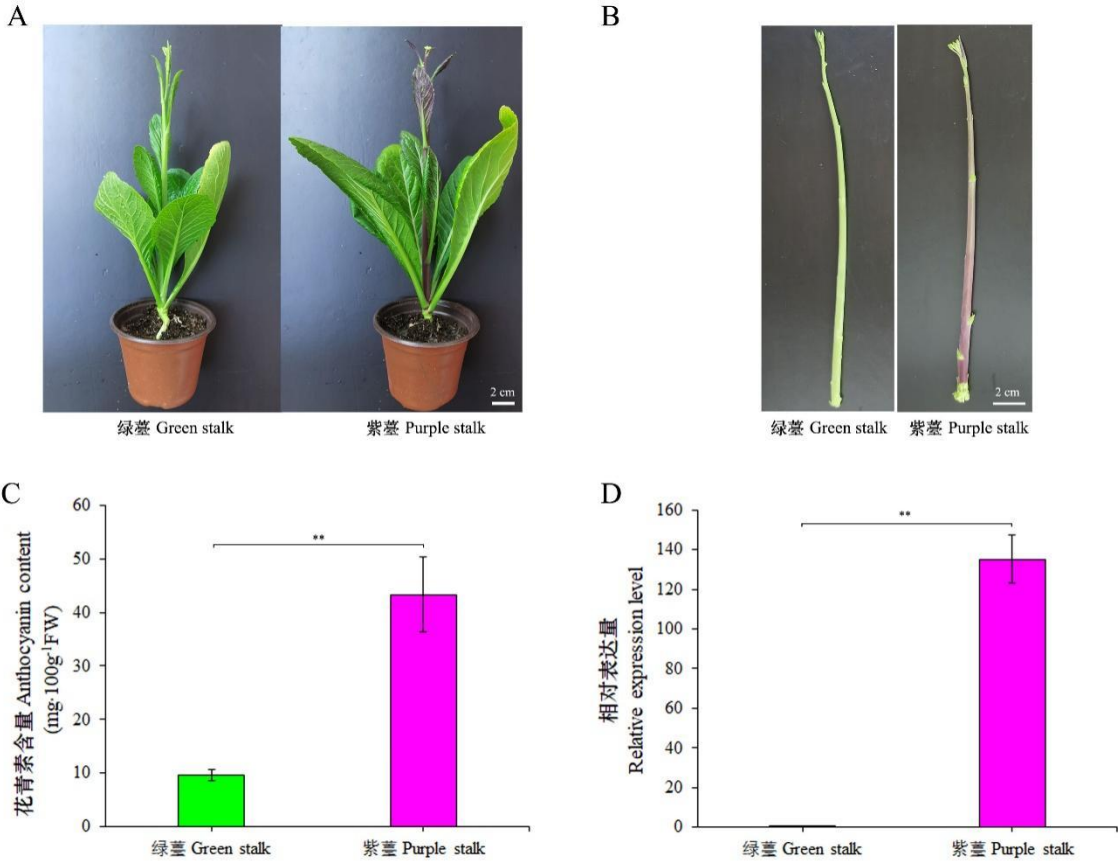 A
B
2 cm
2 cm
绿薹 Green stalk
紫薹 Purple stalk
绿薹 Green stalk
紫薹 Purple stalk
C
花青素含量 Anthocyanin content
(mg·100g⁻¹FW)
60
50
40
30
20
10
0
**
绿薹 Green stalk
紫薹 Purple stalk
D
相对表达量
Relative expression level
160
140
120
100
80
60
40
20
0
**
绿薹 Green stalk
紫薹 Purple stalk